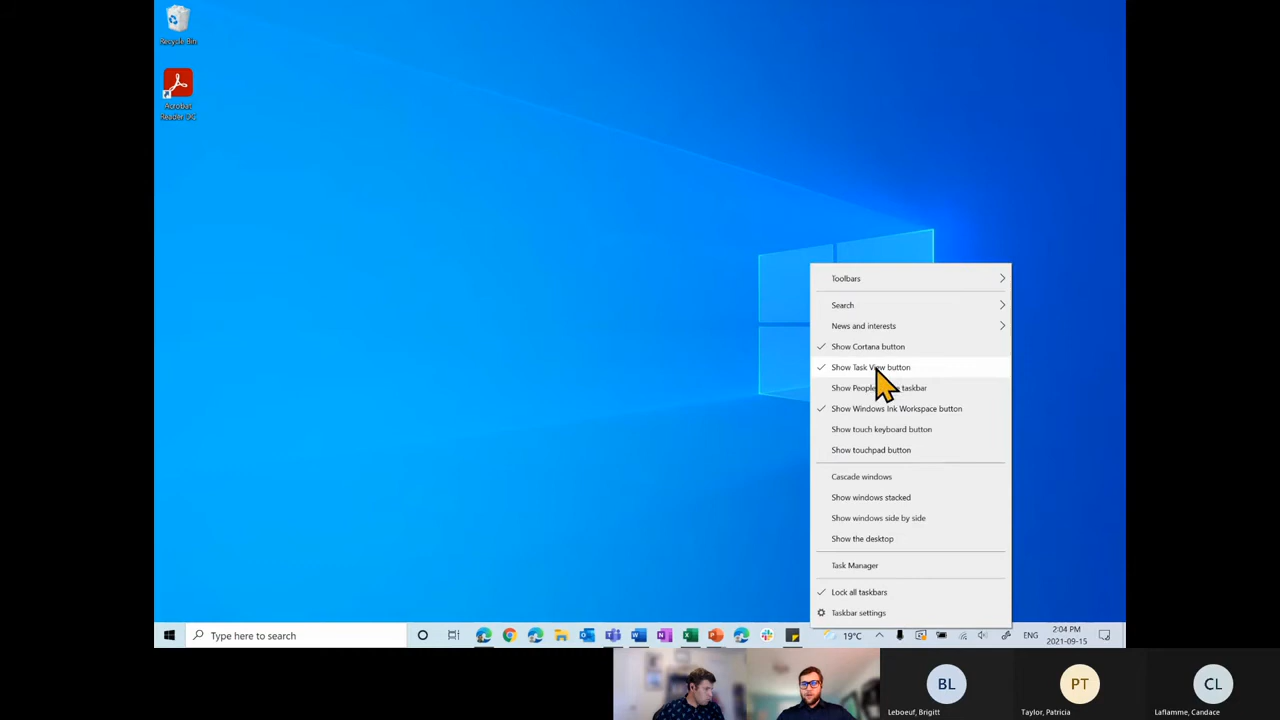 Recycle Bin
Acrobat
Reader DC
Toolbars
Search
News and interests
Show Cortana button
Show Task View button
Show People taskbar
Show Windows Ink Workspace button
Show touch keyboard button
Show touchpad button
Cascade windows
Show windows stacked
Show windows side by side
Show the desktop
Task Manager
Lock all taskbars
Taskbar settings
Type here to search
19°C
ENG
2:04 PM
2021-09-15
BL
PT
CL
Leboeuf, Brigitt
Taylor, Patricia
Laflamme, Candace